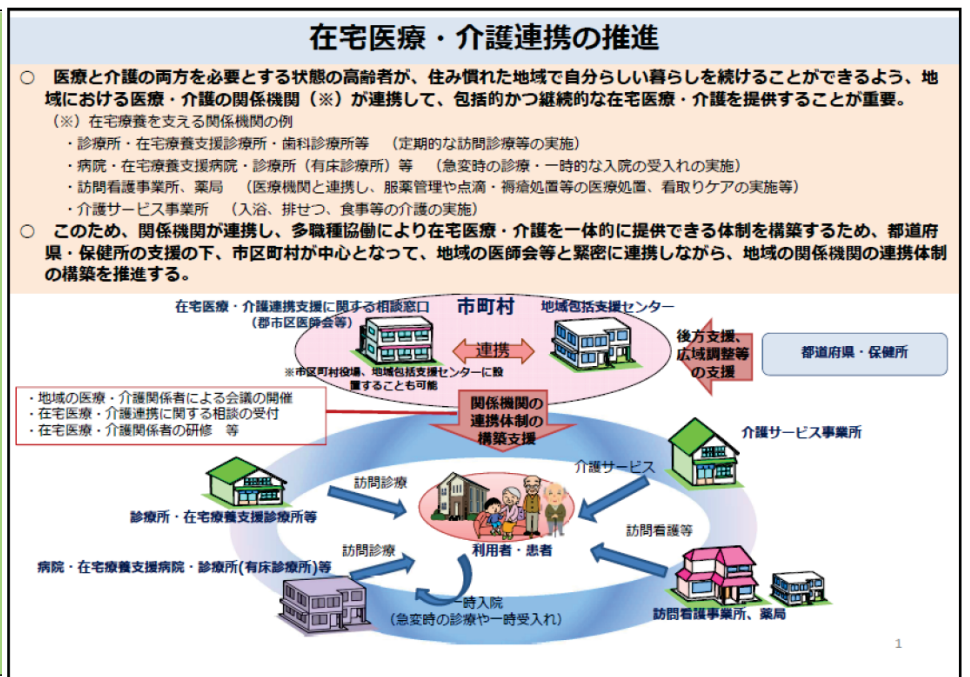 在宅医療・介護連携の推進
○ 医療と介護の両方を必要とする状態の高齢者が、住み慣れた地域で自分らしい暮らしを続けることができるよう、地
域における医療・介護の関係機関（※）が連携して、包括的かつ継続的な在宅医療・介護を提供することが重要。
（※）在宅療養を支える関係機関の例
・診療所・在宅療養支援診療所・歯科診療所等 （定期的な訪問診療等の実施）
・病院・在宅療養支援病院・診療所（有床診療所）等 （急変時の診療・一時的な入院の受入れの実施）
・訪問看護事業所、薬局 （医療機関と連携し、服薬管理や点滴・褥瘡処置等の医療処置、看取りケアの実施等）
・介護サービス事業所 （入浴、排せつ、食事等の介護の実施）
○ このため、関係機関が連携し、多職種協働により在宅医療・介護を一体的に提供できる体制を構築するため、都道府
県・保健所の支援の下、市区町村が中心となって、地域の医師会等と緊密に連携しながら、地域の関係機関の連携体制
の構築を推進する。
在宅医療・介護連携支援に関する相談窓口
（郡市区医師会等）
市町村
地域包括支援センター
連携
※市区町村役場、地域包括支援センターに設
置することも可能
後方支援、
広域調整等
の支援
都道府県・保健所
・地域の医療・介護関係者による会議の開催
・在宅医療・介護連携に関する相談の受付
・在宅医療・介護関係者の研修 等
関係機関の
連携体制の
構築支援
介護サービス事業所
介護サービス
訪問診療
診療所・在宅療養支援診療所等
利用者・患者
訪問看護等
訪問診療
病院・在宅療養支援病院・診療所(有床診療所)等
一時入院
（急変時の診療や一時受入れ）
訪問看護事業所、薬局
1